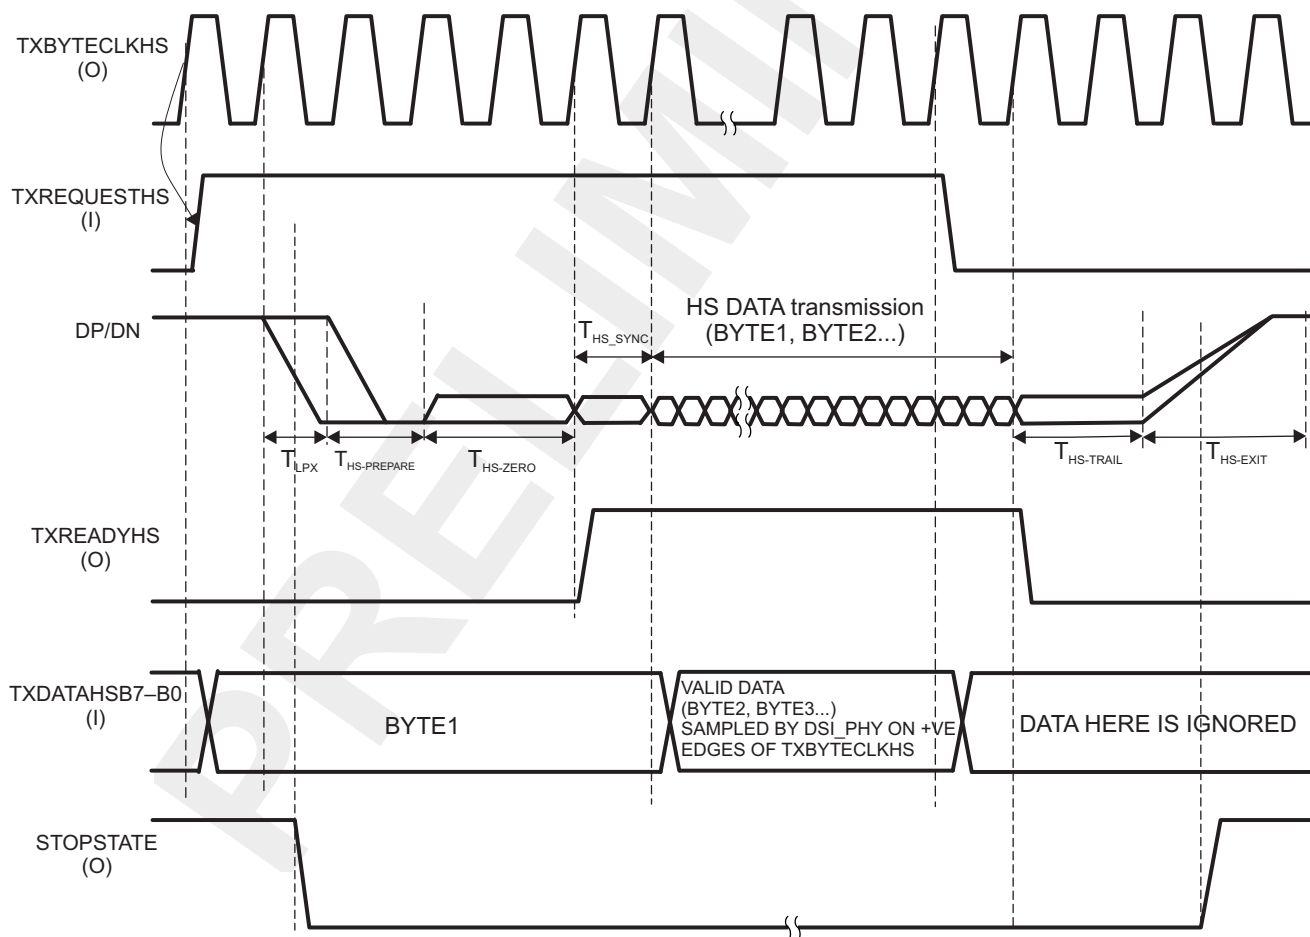 TXBYTECLKHS
(O)
TXREQUESTHS
(I)
DP/DN
HS DATA transmission
(BYTE1, BYTE2...)
THS_SYNC
TLPX
THS-PREPARE
THS-ZERO
THS-TRAIL
THS-EXIT
TXREADYHS
(O)
TXDATAHSB7–B0
(I)
BYTE1
VALID DATA
(BYTE2, BYTE3...)
SAMPLED BY DSI_PHY ON +VE
EDGES OF TXBYTECLKHS
DATA HERE IS IGNORED
STOPSTATE
(O)
PRELIMI